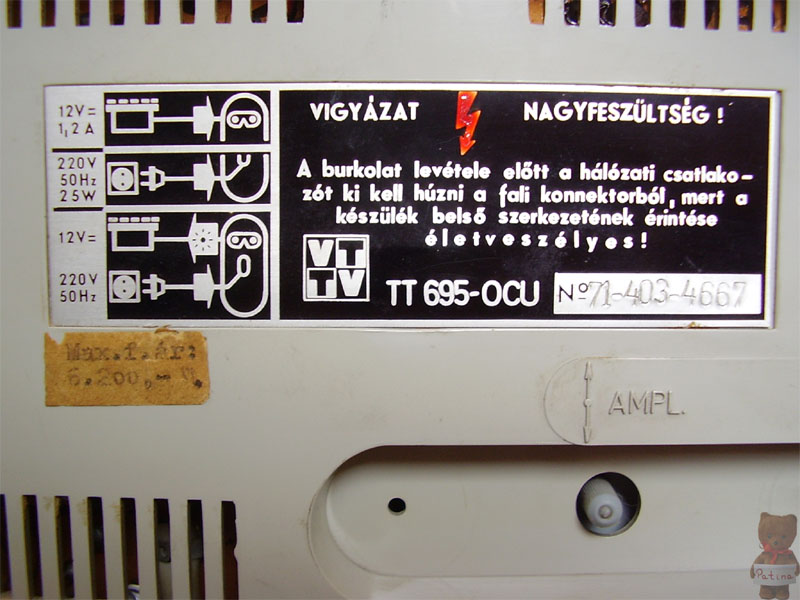 12V=
1,2 A
220V
50Hz
25W
12V=
220V
50Hz
VIGYÁZAT NAGYFESZÜLTSÉG!
A burkolat levétele előtt a hálózati csatlako-
zót ki kell húzni a fali konnektorból, mert a
készülék belső szerkezetének érintése
életveszélyes!
VT
TV
TT 695-OCU Nº 71-403-4667
Max.f.ár:
6.200,-
AMPL.
Patina